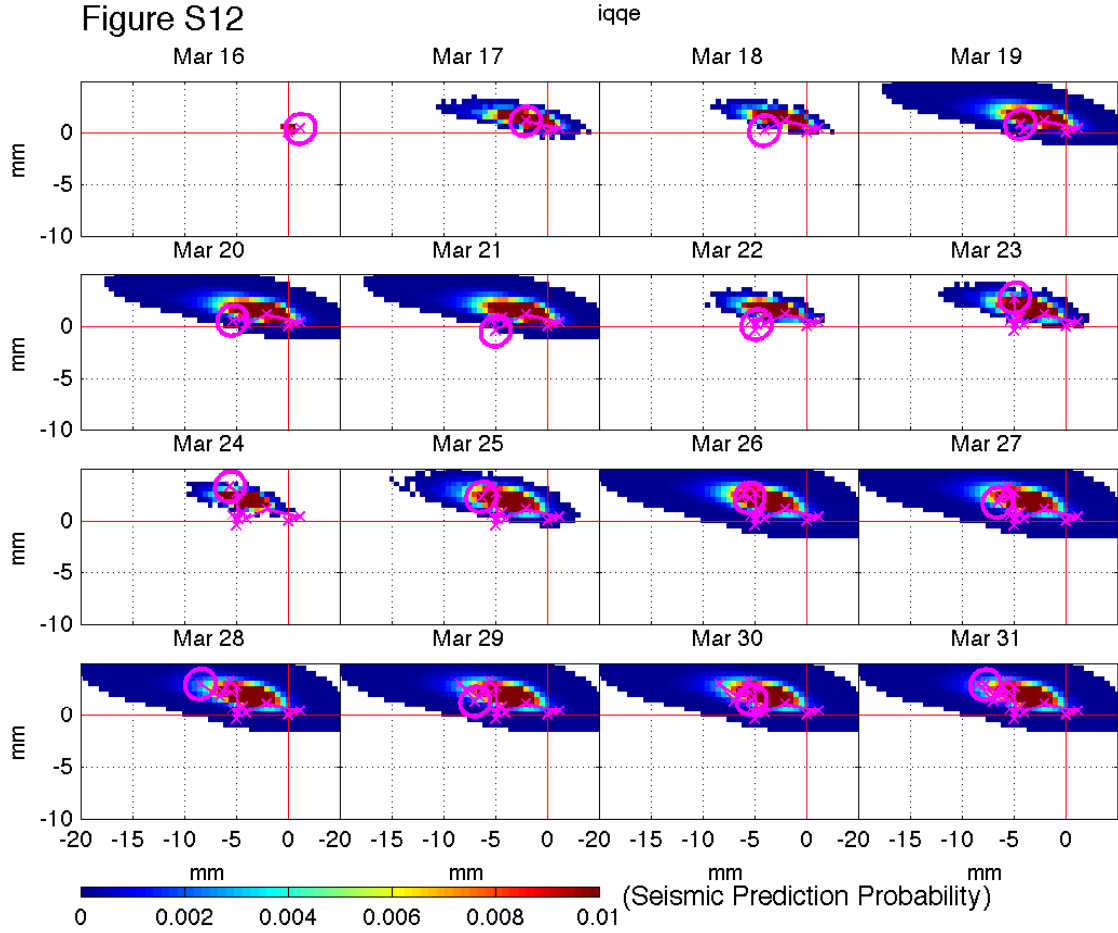 Figure S12
iqqe
Mar 16 Mar 17 Mar 18 Mar 19
0
-5
-10
mm
Mar 20 Mar 21 Mar 22 Mar 23
0
-5
-10
mm
Mar 24 Mar 25 Mar 26 Mar 27
0
-5
-10
mm
Mar 28 Mar 29 Mar 30 Mar 31
0
-5
-10
mm
-20 -15 -10 -5 0 -20 -15 -10 -5 0 -20 -15 -10 -5 0 -20 -15 -10 -5 0
mm mm mm mm
(Seismic Prediction Probability)
0 0.002 0.004 0.006 0.008 0.01